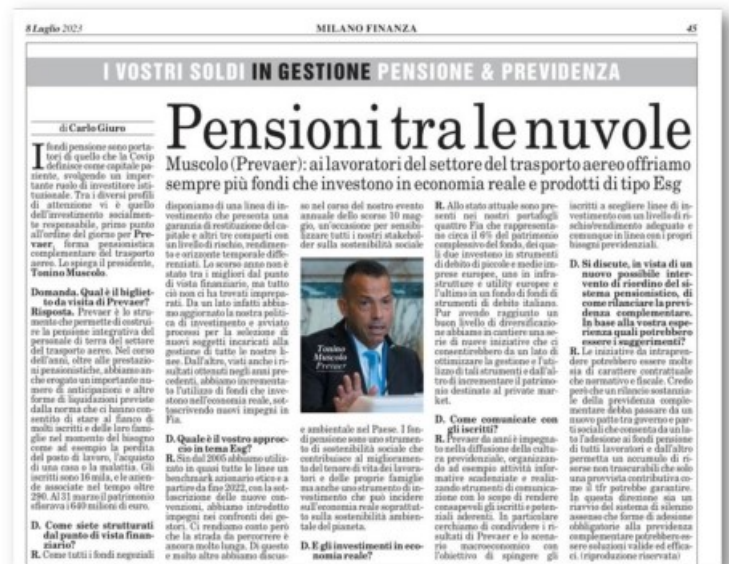 8 Luglio 2023
MILANO FINANZA
45
I VOSTRI SOLDI IN GESTIONE PENSIONE & PREVIDENZA
Pensioni tra le nuvole
Muscolo (Prevaer): ai lavoratori del settore del trasporto aereo offriamo
sempre più fondi che investono in economia reale e prodotti di tipo Esg
di Carlo Giuro
I fondi pensione sono porta-
tori di quello che la Covip
definisce come capitale pa-
ziente, svolgendo un impor-
tante ruolo di investitore isti-
tuzionale. Tra i diversi profili
di attenzione vi è quello
dell'investimento socialmen-
te responsabile, primo punto
all'ordine del giorno per Pre-
vaer, forma pensionistica
complementare del trasporto
aereo. Lo spiega il presidente,
Tonino Muscolo.
Domanda. Qual è il bigliet-
to da visita di Prevaer?
Risposta. Prevaer è lo stru-
mento che permette di costrui-
re la pensione integrativa del
personale di terra del settore
del trasporto aereo. Nel corso
dell'anno, oltre alle prestazio-
ni pensionistiche, abbiamo an-
che erogato un importante nu-
mero di anticipazioni e altre
forme di liquidazioni previste
dalla norma che ci hanno con-
sentito di stare al fianco di
molti iscritti e delle loro fami-
glie nel momento del bisogno
come ad esempio la perdita
del posto di lavoro, l'acquisto
di una casa o la malattia. Gli
iscritti sono 16 mila, e le azien-
de associate nel tempo oltre
290. Al 31 marzo il patrimonio
sfiorava i 640 milioni di euro.
D. Come siete strutturati
dal punto di vista finan-
ziario?
R. Come tutti i fondi negoziali
disponiamo di una linea di in-
vestimento che presenta una
garanzia di restituzione del ca-
pitale e altri tre comparti con
un livello di rischio, rendimen-
to e orizzonte temporale diffe-
renziati. Lo scorso anno non è
stato tra i migliori dal punto
di vista finanziario, ma tutto
ciò non ci ha trovati imprepa-
rati. Da un lato infatti abbia-
mo aggiornato la nostra politi-
ca di investimento e avviato
processi per la selezione di
nuovi soggetti incaricati alla
gestione di tutte le nostre li-
nee. Dall'altro, visti anche i ri-
sultati ottenuti negli anni pre-
cedenti, abbiamo incrementa-
to l'utilizzo di fondi che inve-
stono nell'economia reale, sot-
toscrivendo nuovi impegni in
Fia.
D. Quale è il vostro approc-
cio in tema Esg?
R. Sin dal 2005 abbiamo utiliz-
zato in quasi tutte le linee un
benchmark azionario etico e a
partire da fine 2022, con la sot-
toscrizione delle nuove con-
venzioni, abbiamo introdotto
impegni nei confronti dei ge-
stori. Ci rendiamo conto però
che la strada da percorrere è
ancora molto lunga. Di questo
e molto altro abbiamo discus-
so nel corso del nostro evento
annuale dello scorso 10 mag-
gio, un'occasione per sensibi-
lizzare tutti i nostri stakehol-
der sulla sostenibilità sociale
Tonino
Muscolo
Prevaer
e ambientale nel Paese. I fon-
di pensione sono uno strumen-
to di sostenibilità sociale che
contribuisce al miglioramen-
to del tenore di vita dei lavora-
tori e delle proprie famiglie
ma anche uno strumento di in-
vestimento che può incidere
sull'economia reale soprattut-
to sulla sostenibilità ambien-
tale del pianeta.
D. E gli investimenti in eco-
nomia reale?
R. Allo stato attuale sono pre-
senti nei nostri portafogli
quattro Fia che rappresenta-
no circa il 6% del patrimonio
complessivo del fondo, dei qua-
li due investono in strumenti
di debito di piccole e medie im-
prese europee, uno in infra-
strutture e utility europee e
l'ultimo in un fondo di fondi di
strumenti di debito italiano.
Pur avendo raggiunto un
buon livello di diversificazio-
ne abbiamo in cantiere una se-
rie di nuove iniziative che ci
consentirebbero da un lato di
ottimizzare la gestione e l'uti-
lizzo di tali strumenti e dall'al-
tro di incrementare il patrimo-
nio destinato al private mar-
ket.
D. Come comunicate con
gli iscritti?
R. Prevaer da anni è impegna-
to nella diffusione della cultu-
ra previdenziale, organizzan-
do ad esempio attività infor-
mative scadenzate e realiz-
zando strumenti di comunica-
zione con lo scopo di rendere
consapevoli gli iscritti e poten-
ziali aderenti. In particolare
cerchiamo di condividere i ri-
sultati di Prevaer e lo scena-
rio macroeconomico con
l'obiettivo di spingere gli
iscritti a scegliere linee di in-
vestimento con un livello di ri-
schio/rendimento adeguato e
comunque in linea con i propri
bisogni previdenziali.
D. Si discute, in vista di un
nuovo possibile inter-
vento di riordino del si-
stema pensionistico, di
come rilanciare la previ-
denza complementare.
In base alla vostra espe-
rienza quali potrebbero
essere i suggerimenti?
R. Le iniziative da intrapren-
dere potrebbero essere molte
sia di carattere contrattuale
che normativo e fiscale. Credo
però che un rilancio sostanzia-
le della previdenza comple-
mentare debba passare da un
nuovo patto tra governo e par-
ti sociali che consenta da un la-
to l'adesione ai fondi pensione
di tutti lavoratori e dall'altro
permetta un accumulo di ri-
sorse non trascurabili che solo
una provvista contributiva co-
me il tfr potrebbe garantire.
In questa direzione sia un
riavvio del sistema di silenzio
assenso che forme di adesione
obbligatorie alla previdenza
complementare potrebbero es-
sere soluzioni valide ed effica-
ci. (riproduzione riservata)